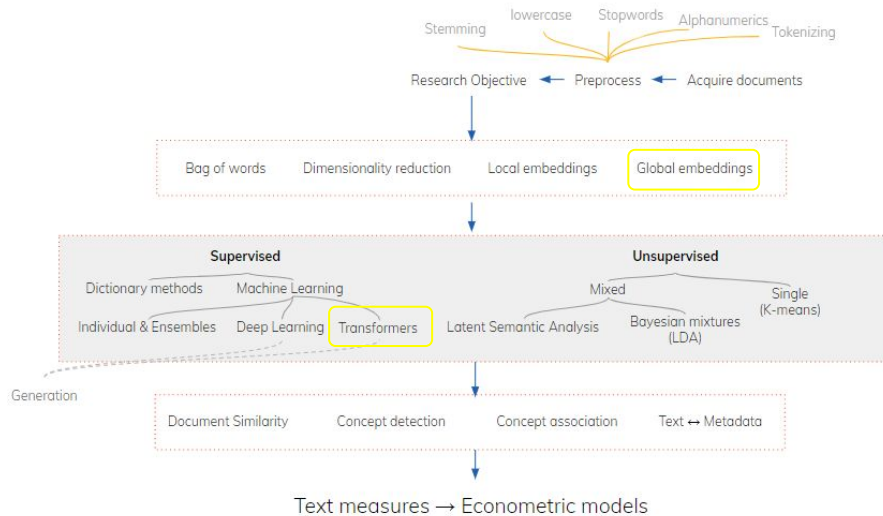 lowercase Stopwords Alphanumerics
Stemming Tokenizing
Research Objective Preprocess Acquire documents
Bag of words Dimensionality reduction Local embeddings Global embeddings
Supervised Unsupervised
Dictionary methods Machine Learning Mixed Single
(K-means)
Individual & Ensembles Deep Learning Transformers Latent Semantic Analysis Bayesian mixtures
(LDA)
Generation
Document Similarity Concept detection Concept association Text ↔ Metadata
Text measures → Econometric models